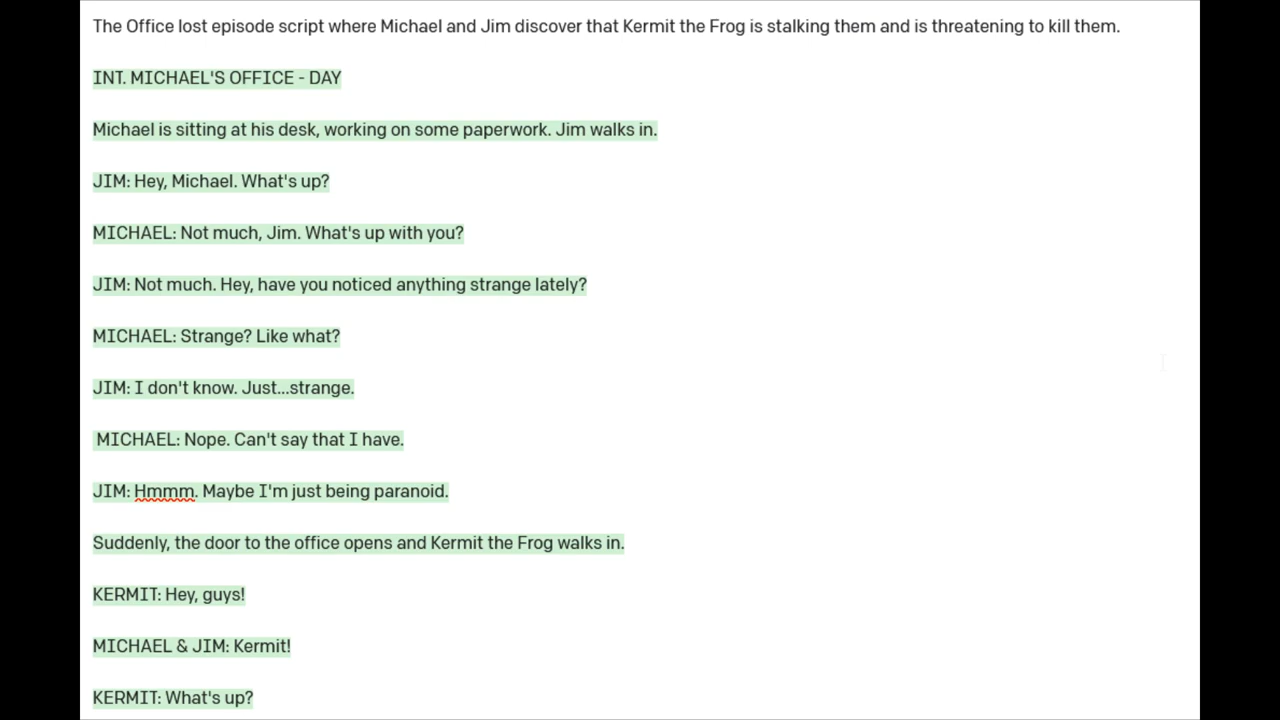 The Office lost episode script where Michael and Jim discover that Kermit the Frog is stalking them and is threatening to kill them.
INT. MICHAEL'S OFFICE - DAY
Michael is sitting at his desk, working on some paperwork. Jim walks in.
JIM: Hey, Michael. What's up?
MICHAEL: Not much, Jim. What's up with you?
JIM: Not much. Hey, have you noticed anything strange lately?
MICHAEL: Strange? Like what?
JIM: I don't know. Just...strange.
MICHAEL: Nope. Can't say that I have.
JIM: Hmmm. Maybe I'm just being paranoid.
Suddenly, the door to the office opens and Kermit the Frog walks in.
KERMIT: Hey, guys!
MICHAEL & JIM: Kermit!
KERMIT: What's up?